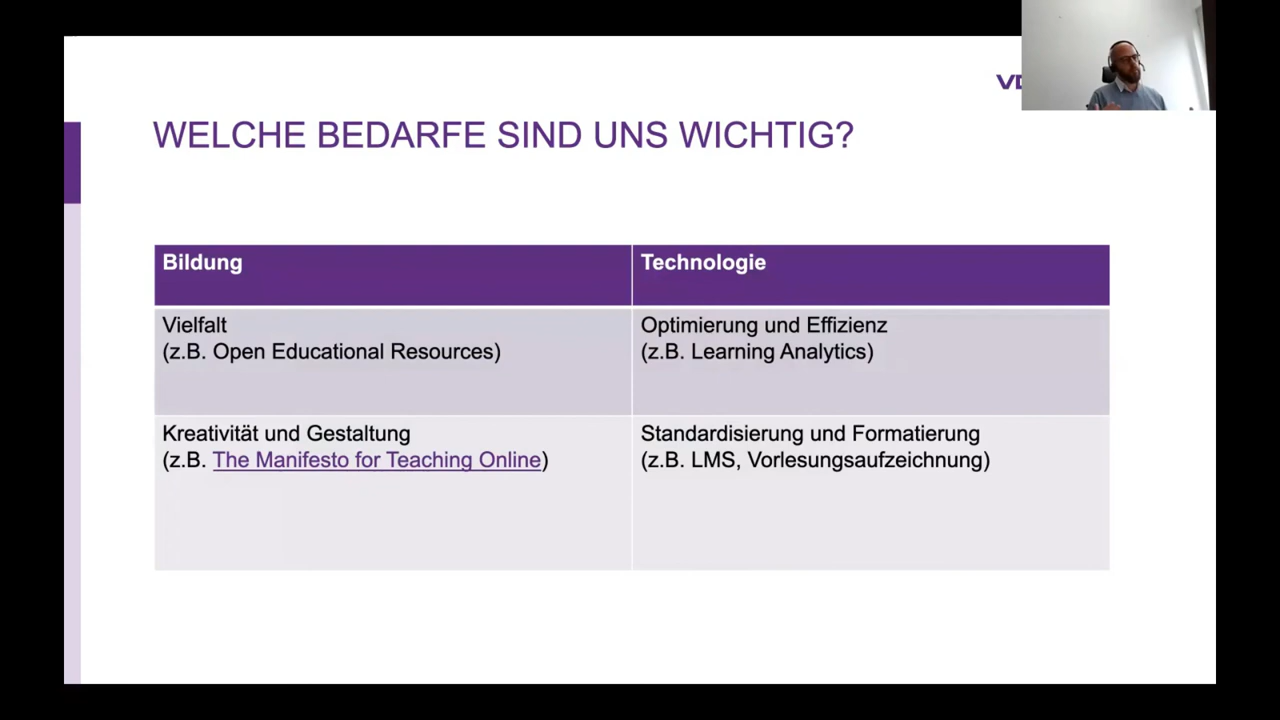 WELCHE BEDARFE SIND UNS WICHTIG?
Bildung
Technologie
Vielfalt
(z.B. Open Educational Resources)
Optimierung und Effizienz
(z.B. Learning Analytics)
Kreativität und Gestaltung
(z.B. The Manifesto for Teaching Online)
Standardisierung und Formatierung
(z.B. LMS, Vorlesungsaufzeichnung)